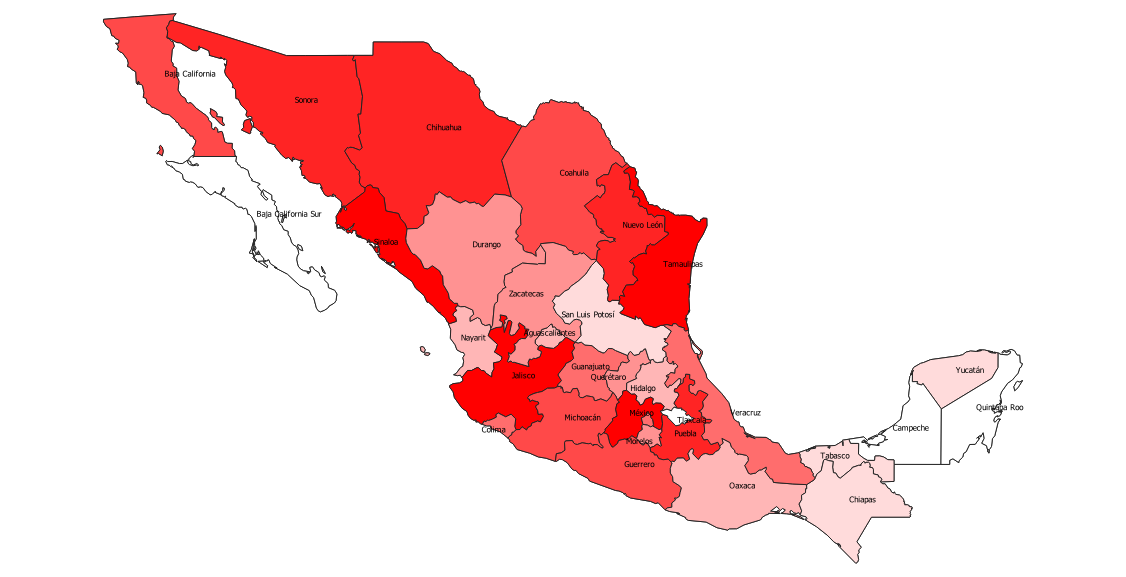 Baja California
Sonora
Chihuahua
Coahuila
Baja California Sur
Nuevo León
Sinaloa
Durango
Tamaulipas
Zacatecas
San Luis Potosí
Aguascalientes
Nayarit
Guanajuato
Yucatán
Jalisco
Querétaro
Hidalgo
Quintana Roo
México
Veracruz
Michoacán
Tlaxcala
Campeche
Colima
Puebla
Morelos
Tabasco
Guerrero
Oaxaca
Chiapas